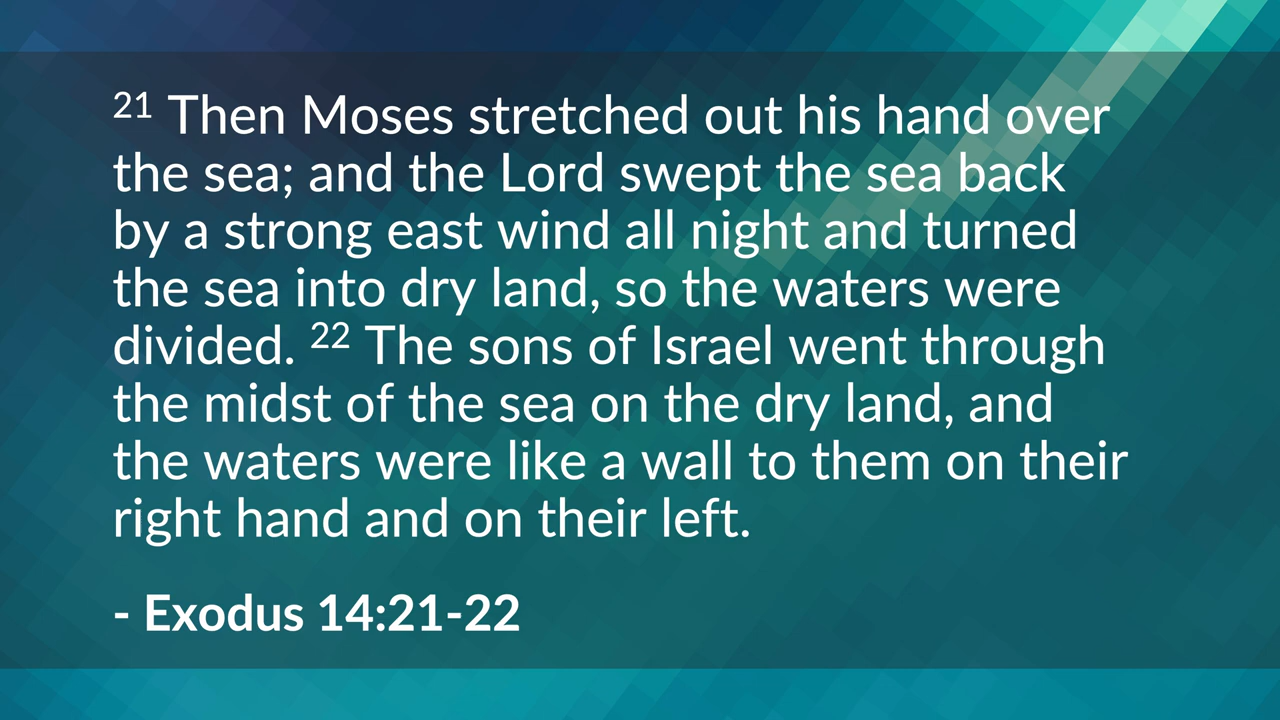 21 Then Moses stretched out his hand over
the sea; and the Lord swept the sea back
by a strong east wind all night and turned
the sea into dry land, so the waters were
divided. 22 The sons of Israel went through
the midst of the sea on the dry land, and
the waters were like a wall to them on their
right hand and on their left.
- Exodus 14:21-22